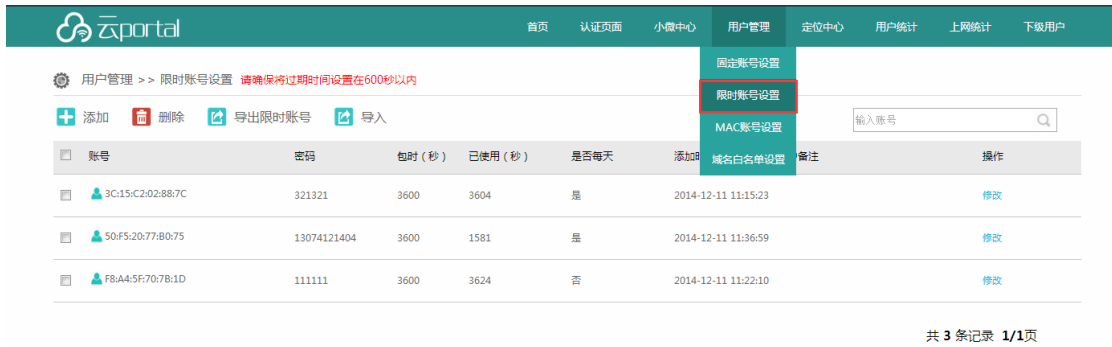 云portal
首页 认证页面 小微中心 用户管理 定位中心 用户统计 上网统计 下级用户
固定账号设置
限时账号设置
MAC账号设置
域名白名单设置
用户管理 >> 限时账号设置 请确保将过期时间设置在600秒以内
添加 删除 导出限时账号 导入 输入账号
账号 密码 包时(秒) 已使用(秒) 是否每天 添加 备注 操作
3C:15:C2:02:88:7C 321321 3600 3604 是 2014-12-11 11:15:23 修改
50:F5:20:77:B0:75 13074121404 3600 1581 是 2014-12-11 11:36:59 修改
F8:A4:5F:70:7B:1D 111111 3600 3624 否 2014-12-11 11:22:10 修改
共 3 条记录 1/1页